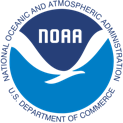 NATIONAL OCEANIC AND ATMOSPHERIC ADMINISTRATION
NOAA
U.S. DEPARTMENT OF COMMERCE